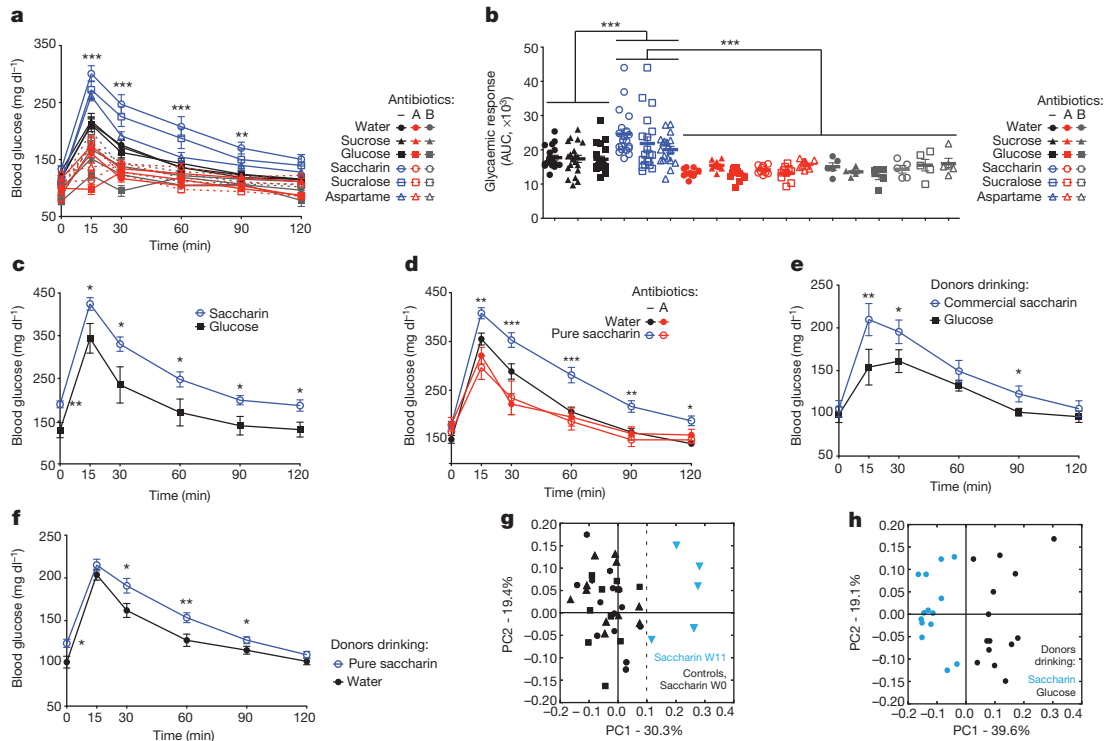 a
Blood glucose (mg dl⁻¹)
350
250
150
50
***
***
***
**
0 15 30 60 90 120
Time (min)
Antibiotics:
– A B
Water
Sucrose
Glucose
Saccharin
Sucralose
Aspartame
b
Glycaemic response
(AUC, ×10³)
50
40
30
20
10
0
***
***
Antibiotics:
– A B
Water
Sucrose
Glucose
Saccharin
Sucralose
Aspartame
c
Blood glucose (mg dl⁻¹)
450
350
250
150
50
*
*
*
*
*
**
Saccharin
Glucose
0 15 30 60 90 120
Time (min)
d
Blood glucose (mg dl⁻¹)
450
350
250
150
**
***
***
**
*
Antibiotics:
– A
Water
Pure saccharin
0 15 30 60 90 120
Time (min)
e
Blood glucose (mg dl⁻¹)
250
200
150
100
50
**
*
*
Donors drinking:
Commercial saccharin
Glucose
0 15 30 60 90 120
Time (min)
f
Blood glucose (mg dl⁻¹)
250
200
150
100
50
*
*
**
*
Donors drinking:
Pure saccharin
Water
0 15 30 60 90 120
Time (min)
g
PC2 - 19.4%
0.20
0.15
0.10
0.05
0.00
−0.05
−0.10
−0.15
−0.20
Saccharin W11
Controls,
Saccharin W0
−0.2 −0.1 0.0 0.1 0.2 0.3 0.4
PC1 - 30.3%
h
PC2 - 19.1%
0.20
0.15
0.10
0.05
0.00
−0.05
−0.10
−0.15
−0.20
Donors
drinking:
Saccharin
Glucose
−0.2 −0.1 0.0 0.1 0.2 0.3 0.4
PC1 - 39.6%